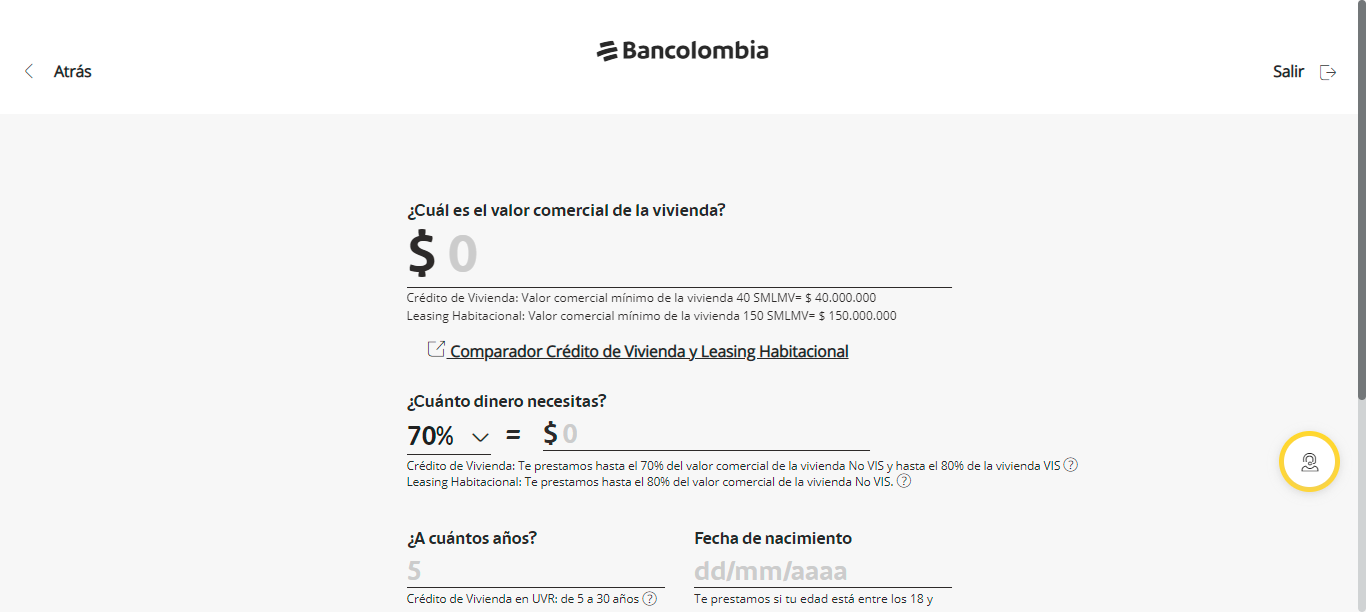 Bancolombia
Atrás
Salir
¿Cuál es el valor comercial de la vivienda?
$ 0
Crédito de Vivienda: Valor comercial mínimo de la vivienda 40 SMLMV= $ 40.000.000
Leasing Habitacional: Valor comercial mínimo de la vivienda 150 SMLMV= $ 150.000.000
Comparador Crédito de Vivienda y Leasing Habitacional
¿Cuánto dinero necesitas?
70% = $ 0
Crédito de Vivienda: Te prestamos hasta el 70% del valor comercial de la vivienda No VIS y hasta el 80% de la vivienda VIS ?
Leasing Habitacional: Te prestamos hasta el 80% del valor comercial de la vivienda No VIS. ?
¿A cuántos años? Fecha de nacimiento
5 dd/mm/aaaa
Crédito de Vivienda en UVR: de 5 a 30 años ? Te prestamos si tu edad está entre los 18 y